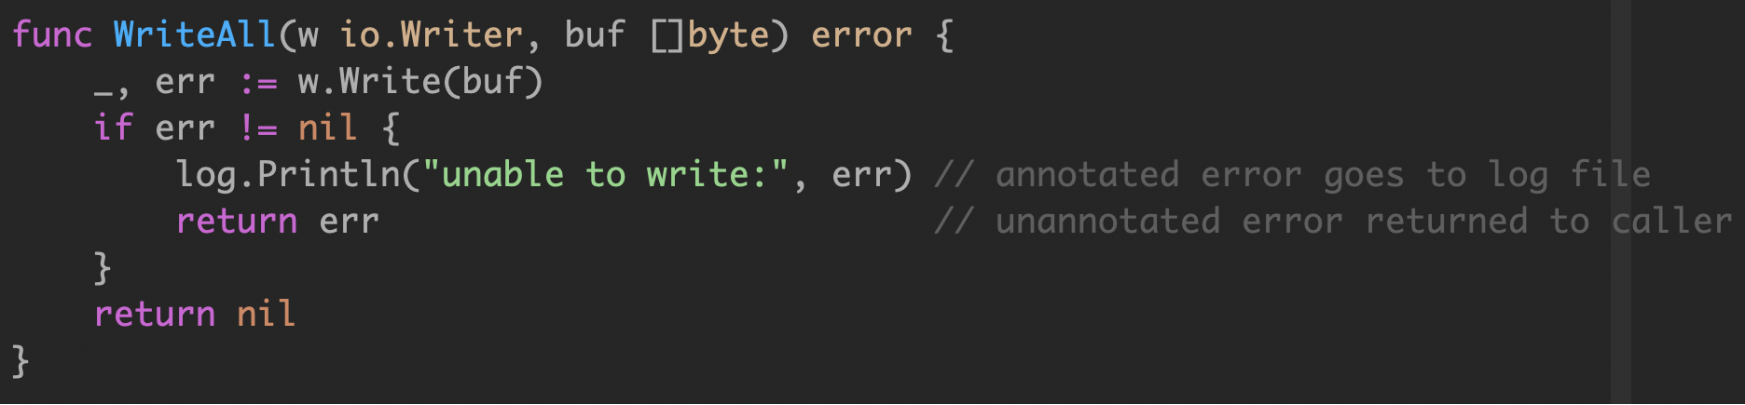 func WriteAll(w io.Writer, buf []byte) error {
    _, err := w.Write(buf)
    if err != nil {
        log.Println("unable to write:", err) // annotated error goes to log file
        return err                           // unannotated error returned to caller
    }
    return nil
}